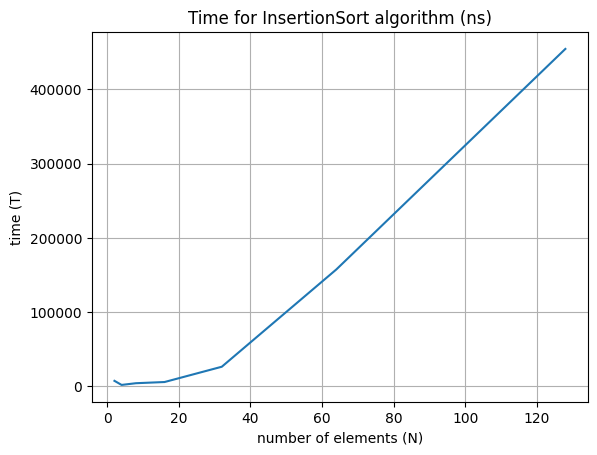 Time for InsertionSort algorithm (ns)
400000
300000
200000
100000
0
time (T)
0 20 40 60 80 100 120
number of elements (N)